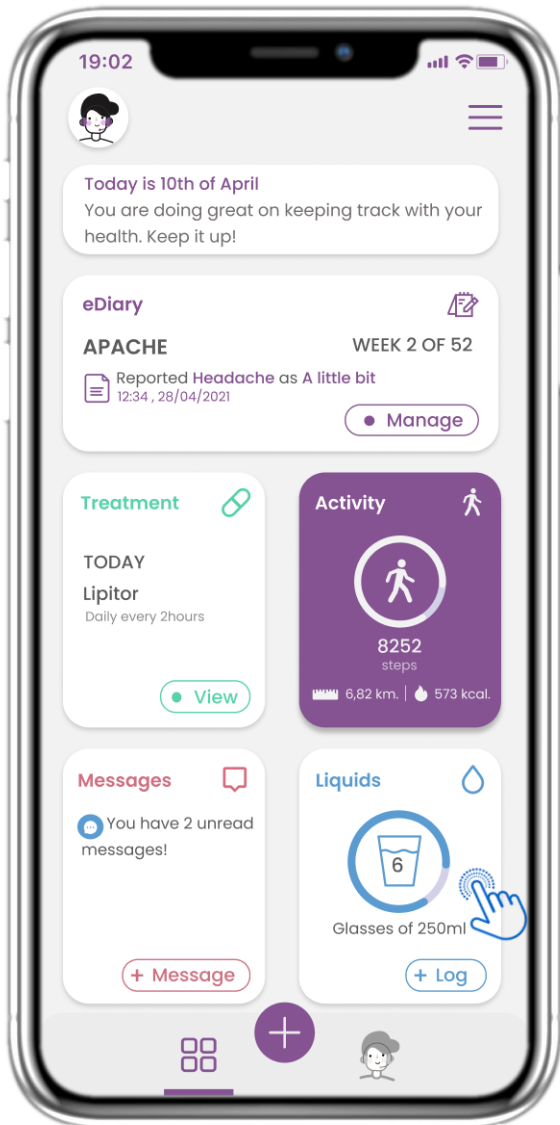 19:02
Today is 10th of April
You are doing great on keeping track with your
health. Keep it up!
eDiary
APACHE
WEEK 2 OF 52
Reported Headache as A little bit
12:34 , 28/04/2021
Manage
Treatment
TODAY
Lipitor
Daily every 2hours
View
Activity
8252
steps
6,82 km.
573 kcal.
Messages
You have 2 unread
messages!
+ Message
Liquids
6
Glasses of 250ml
+ Log